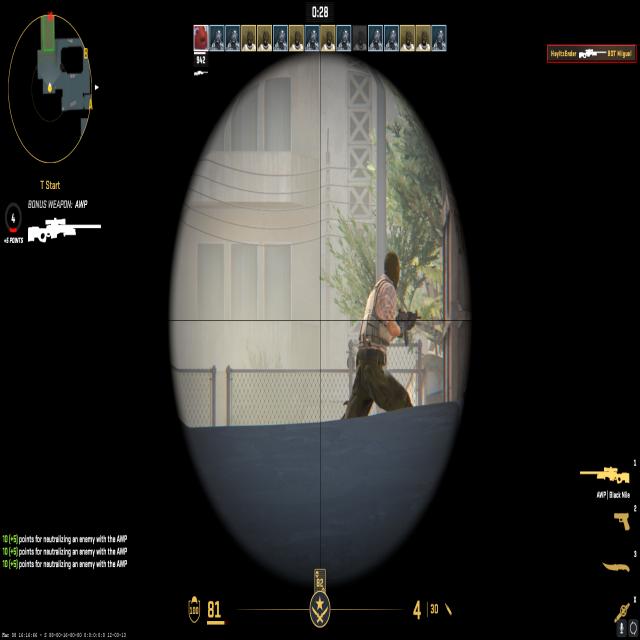 0:28
942
HayitzEnder BOT Miguel
T Start
BONUS WEAPON: AWP
4
+5 POINTS
1
AWP | Black Nile
2
3
10 [+5] points for neutralizing an enemy with the AWP
10 [+5] points for neutralizing an enemy with the AWP
10 [+5] points for neutralizing an enemy with the AWP
100
81
4 | 30